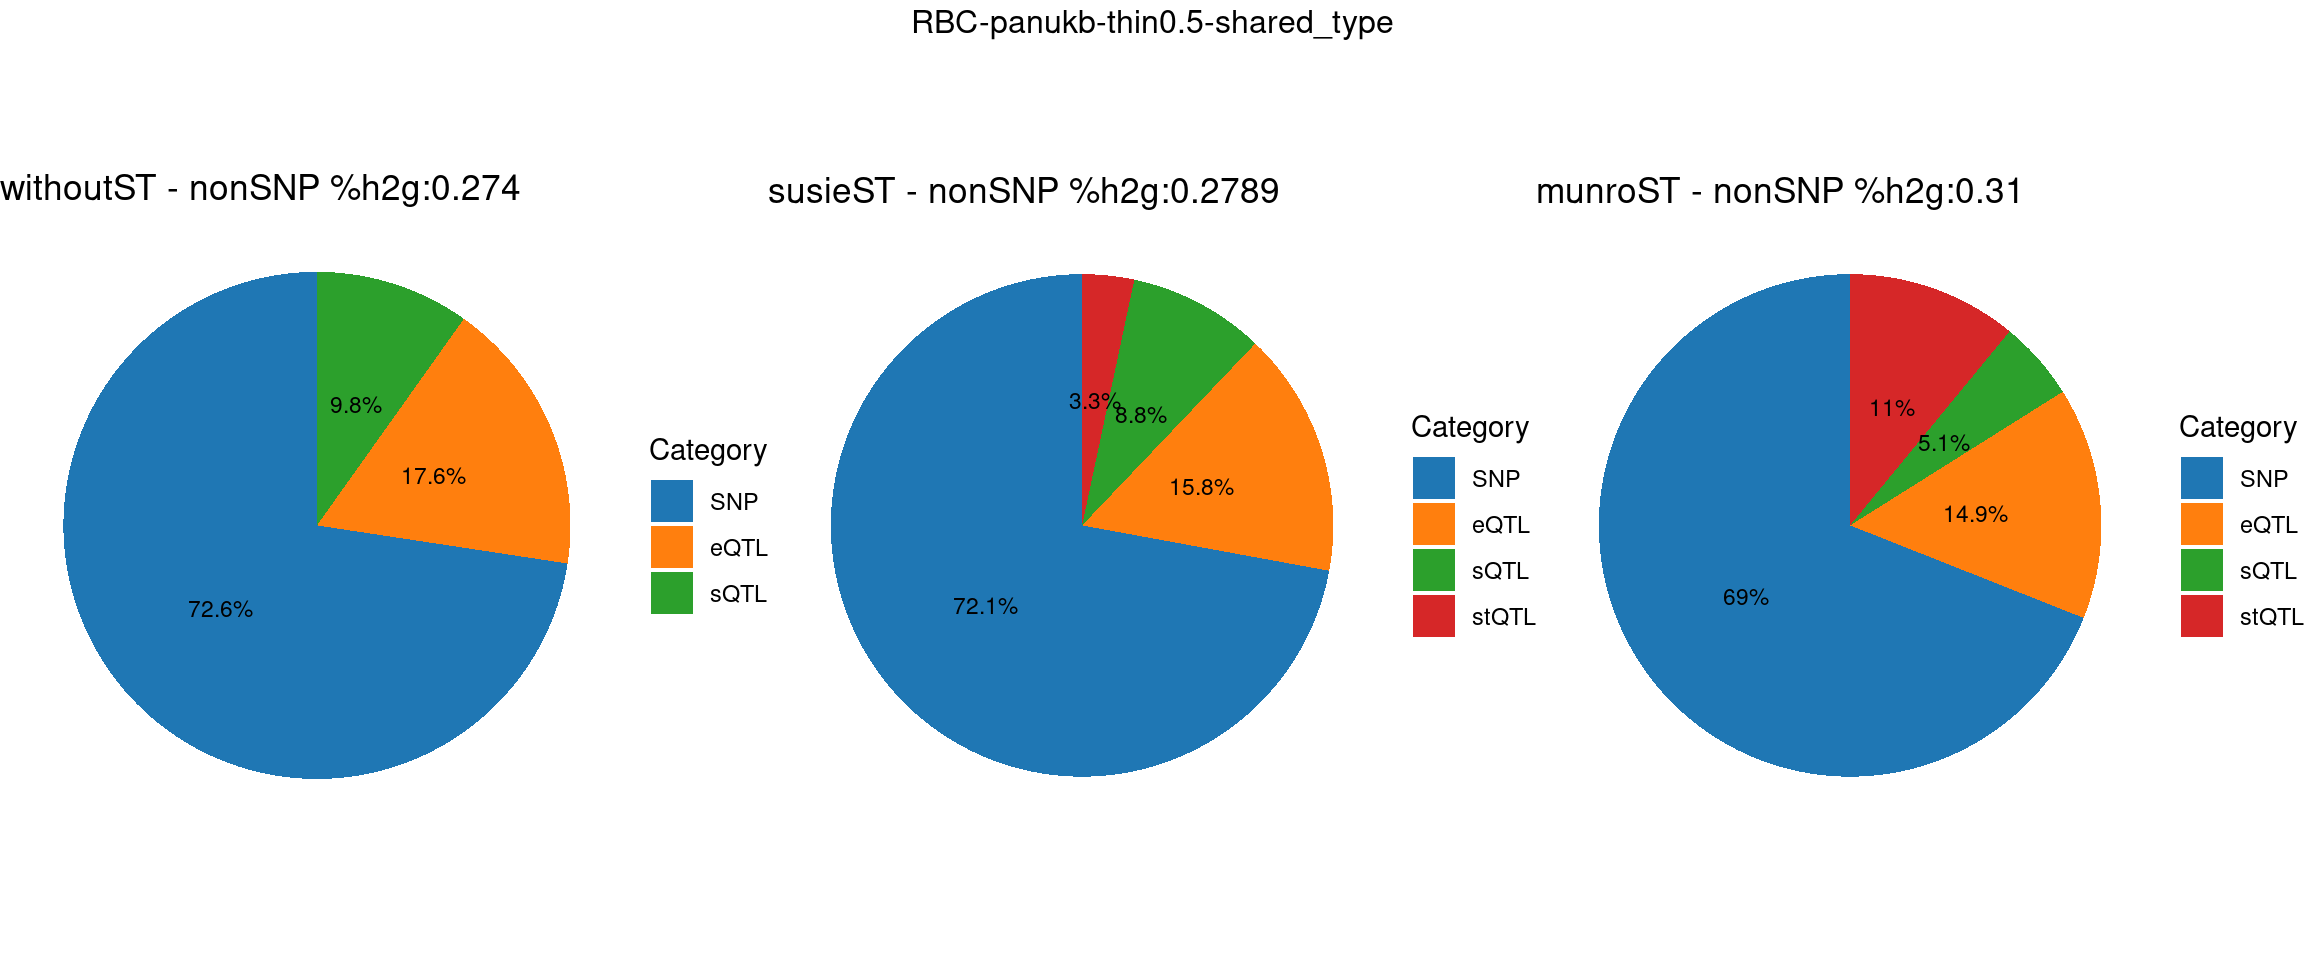 RBC-panukb-thin0.5-shared_type
withoutST - nonSNP %h2g:0.274
9.8%
17.6%
72.6%
Category
SNP
eQTL
sQTL
susieST - nonSNP %h2g:0.2789
3.3%
8.8%
15.8%
72.1%
Category
SNP
eQTL
sQTL
stQTL
munroST - nonSNP %h2g:0.31
11%
5.1%
14.9%
69%
Category
SNP
eQTL
sQTL
stQTL